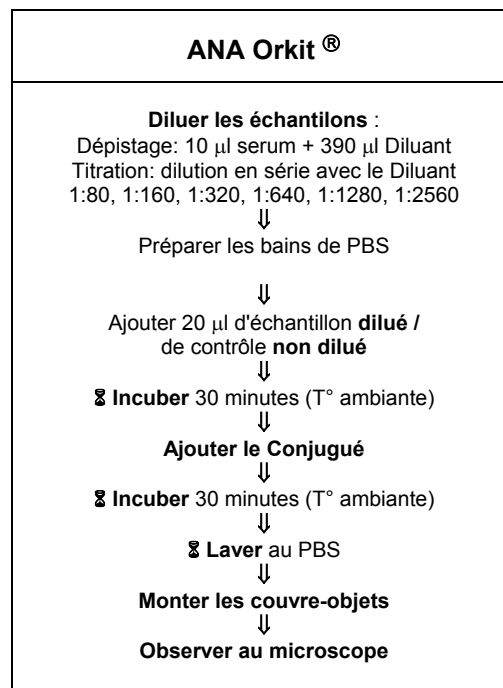 ANA Orkit ®
Diluer les échantilons :
Dépistage: 10 µl serum + 390 µl Diluant
Titration: dilution en série avec le Diluant
1:80, 1:160, 1:320, 1:640, 1:1280, 1:2560
⇓
Préparer les bains de PBS
⇓
Ajouter 20 µl d'échantillon dilué /
de contrôle non dilué
⇓
⌛ Incuber 30 minutes (T° ambiante)
⇓
Ajouter le Conjugué
⇓
⌛ Incuber 30 minutes (T° ambiante)
⇓
⌛ Laver au PBS
⇓
Monter les couvre-objets
⇓
Observer au microscope